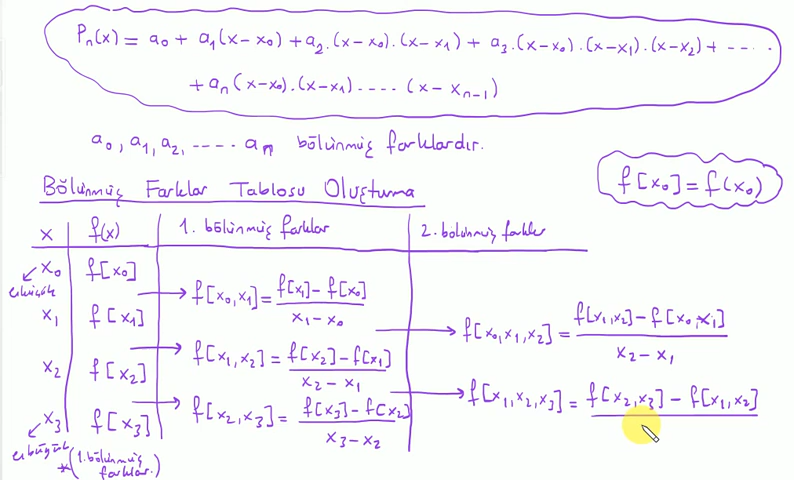 Pn(x) = a0 + a1(x-x0) + a2.(x-x0).(x-x1) + a3.(x-x0).(x-x1).(x-x2) + -----
+ an(x-x0).(x-x1) ..... (x-xn-1)
a0, a1, a2, ----- an bölünmüş farklardır.
f[x0] = f(x0)
Bölünmüş Farklar Tablosu Oluşturma
x f(x) 1. bölünmüş farklar 2. bölünmüş farklar
x0 f[x0]
en küçük
f[x0,x1] = f[x1] - f[x0] / x1 - x0
x1 f[x1]
f[x0,x1,x2] = f[x1,x2] - f[x0,x1] / x2 - x1
f[x1,x2] = f[x2] - f[x1] / x2 - x1
x2 f[x2]
f[x1,x2,x3] = f[x2,x3] - f[x1,x2]
f[x2,x3] = f[x3] - f[x2] / x3 - x2
x3 f[x3]
en büyük
* (1. bölünmüş
farklar.)